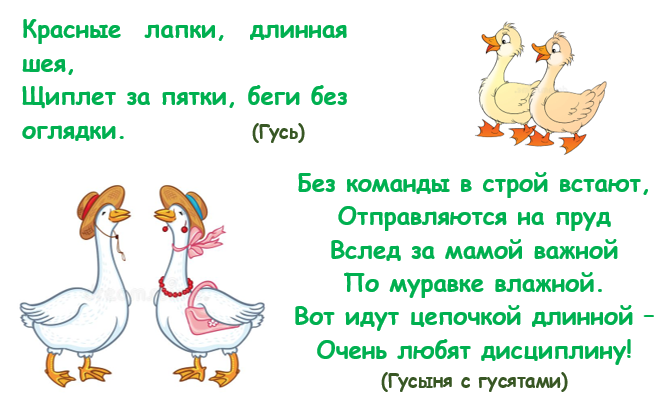 Красные лапки, длинная
шея,
Щиплет за пятки, беги без
оглядки. (Гусь)
Без команды в строй встают,
Отправляются на пруд
Вслед за мамой важной
По муравке влажной.
Вот идут цепочкой длинной –
Очень любят дисциплину!
(Гусыня с гусятами)